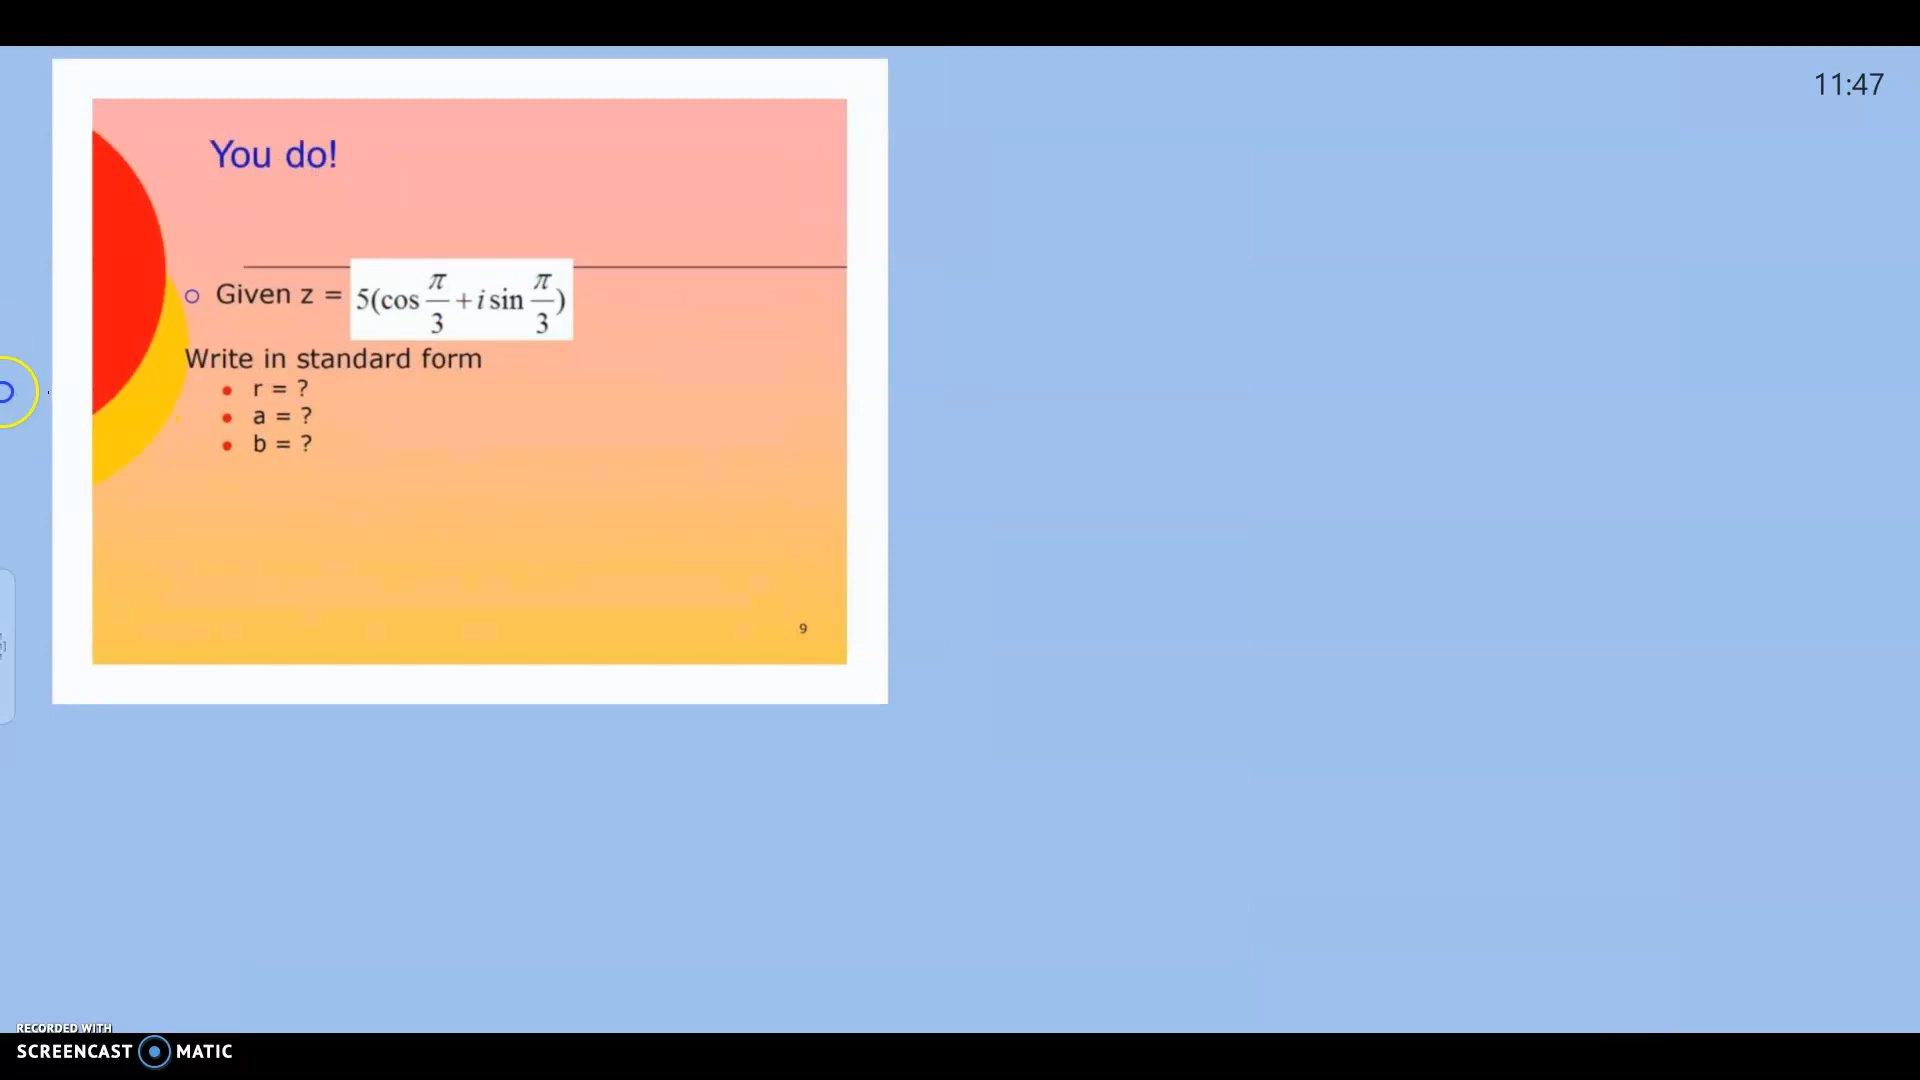 11:47
You do!
Given z = 5(cos π/3 + i sin π/3)
Write in standard form
r = ?
a = ?
b = ?
9
RECORDED WITH
SCREENCAST MATIC